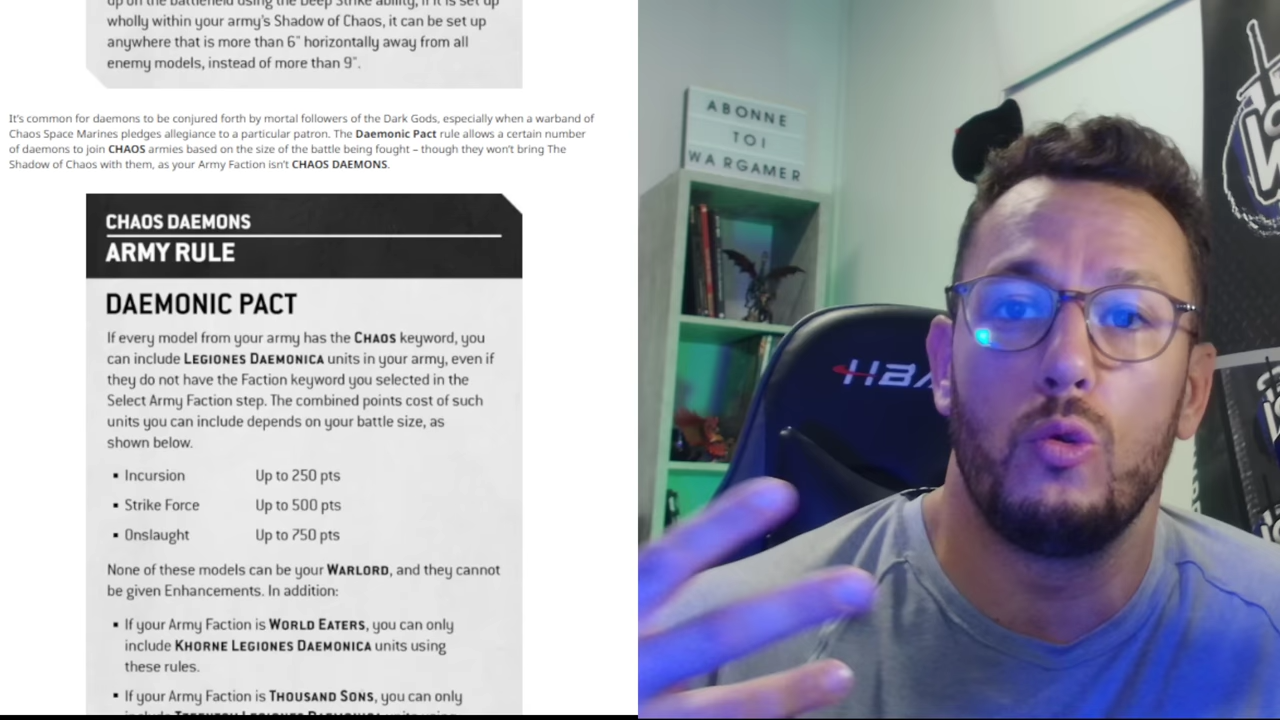 up on the battlefield using the Deep Strike ability, if it is set up
wholly within your army's Shadow of Chaos, it can be set up
anywhere that is more than 6" horizontally away from all
enemy models, instead of more than 9".
It's common for daemons to be conjured forth by mortal followers of the Dark Gods, especially when a warband of
Chaos Space Marines pledges allegiance to a particular patron. The Daemonic Pact rule allows a certain number
of daemons to join CHAOS armies based on the size of the battle being fought – though they won't bring The
Shadow of Chaos with them, as your Army Faction isn't CHAOS DAEMONS.
CHAOS DAEMONS
ARMY RULE
DAEMONIC PACT
If every model from your army has the CHAOS keyword, you
can include LEGIONES DAEMONICA units in your army, even if
they do not have the Faction keyword you selected in the
Select Army Faction step. The combined points cost of such
units you can include depends on your battle size, as
shown below.
▪ Incursion Up to 250 pts
▪ Strike Force Up to 500 pts
▪ Onslaught Up to 750 pts
None of these models can be your WARLORD, and they cannot
be given Enhancements. In addition:
▪ If your Army Faction is WORLD EATERS, you can only
include KHORNE LEGIONES DAEMONICA units using
these rules.
▪ If your Army Faction is THOUSAND SONS, you can only
include TZEENTCH LEGIONES DAEMONICA units using
ABONNE
TOI
WARGAMER